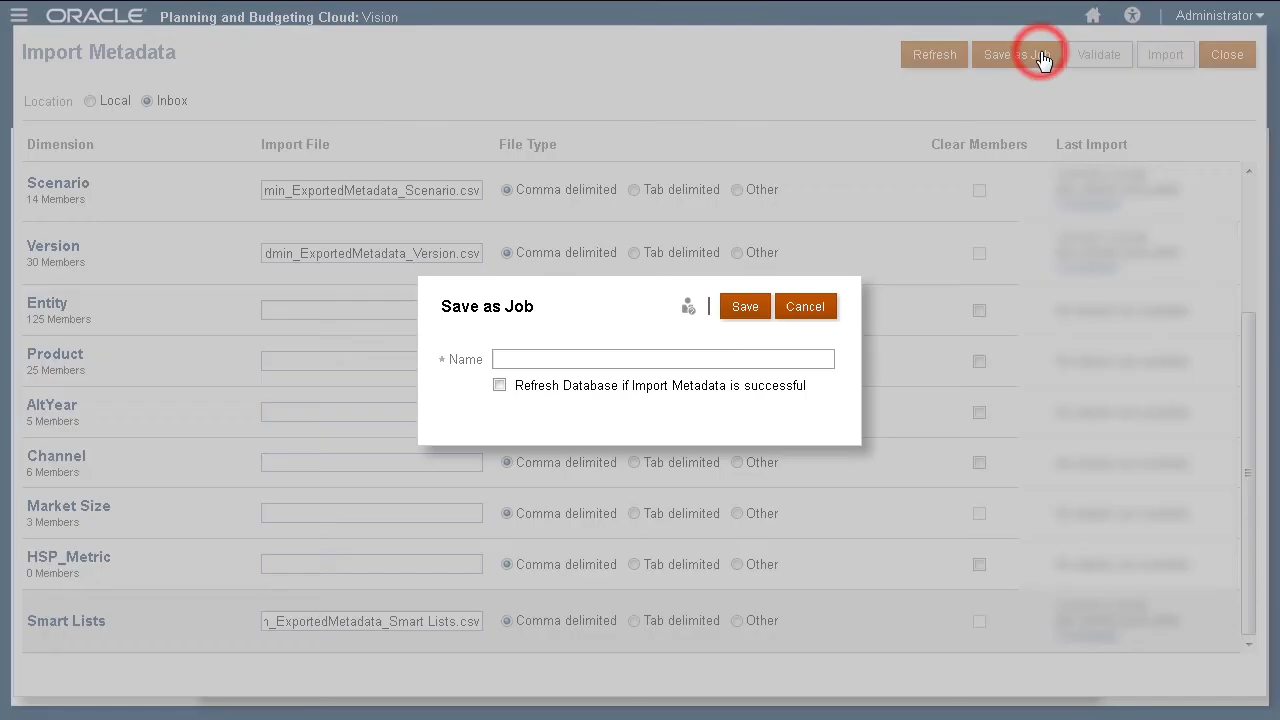 ORACLE Planning and Budgeting Cloud: Vision Administrator
Import Metadata Refresh Save as Job Validate Import Close
Location Local Inbox
Dimension Import File File Type Clear Members Last Import
Scenario min_ExportedMetadata_Scenario.csv Comma delimited Tab delimited Other
14 Members
Version dmin_ExportedMetadata_Version.csv Comma delimited Tab delimited Other
30 Members
Save as Job Save Cancel
* Name
Refresh Database if Import Metadata is successful
Entity
125 Members
Product
25 Members
AltYear
5 Members
Channel Comma delimited Tab delimited Other
6 Members
Market Size Comma delimited Tab delimited Other
3 Members
HSP_Metric Comma delimited Tab delimited Other
0 Members
Smart Lists n_ExportedMetadata_Smart Lists.csv Comma delimited Tab delimited Other